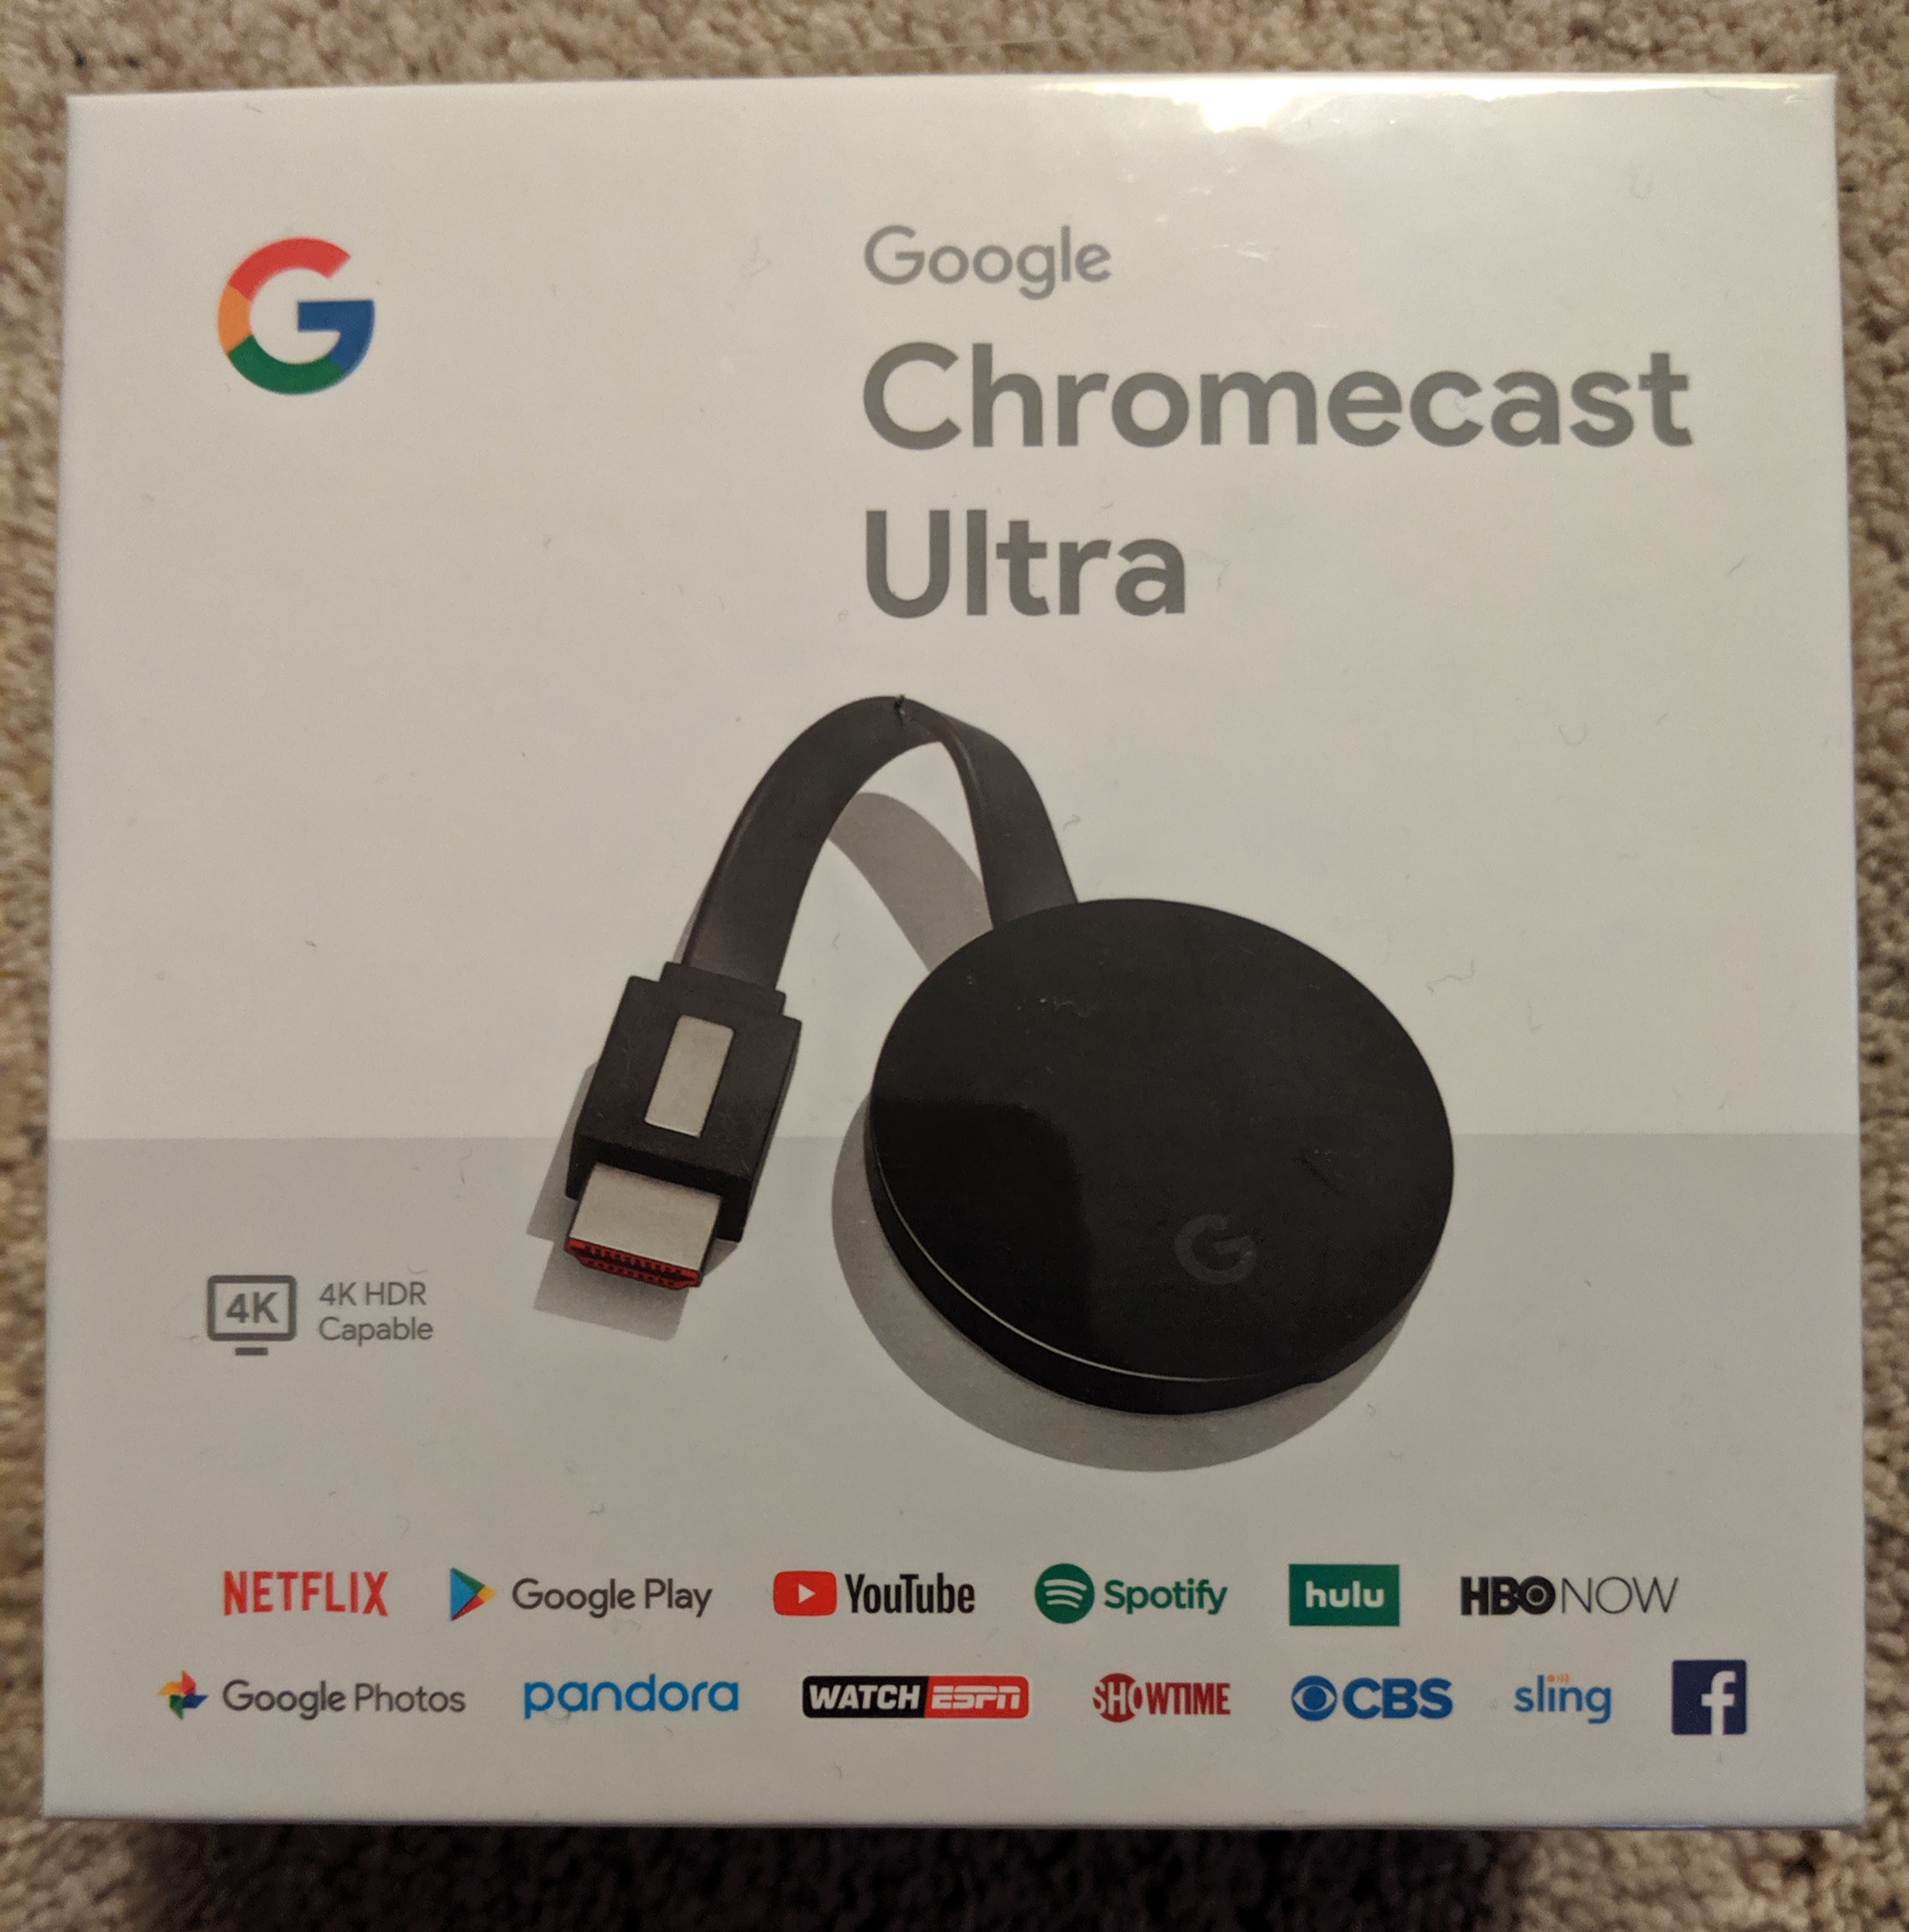 G
Google
Chromecast
Ultra
G
4K
4K HDR
Capable
NETFLIX Google Play YouTube Spotify hulu HBO NOW
Google Photos pandora WATCH ESPN SHOWTIME CBS sling f